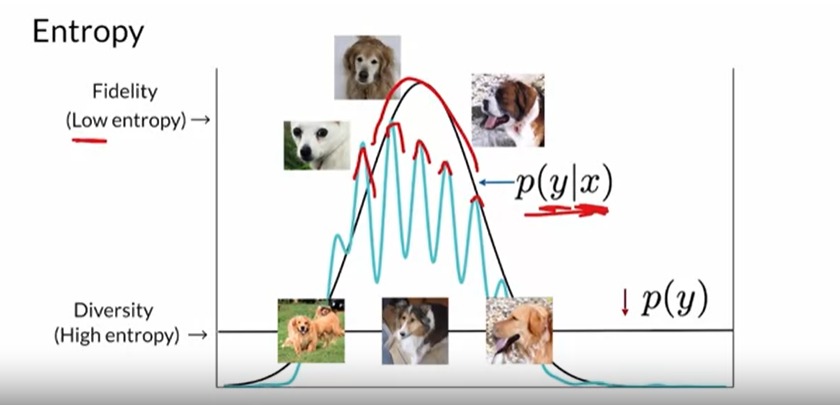 Entropy
Fidelity
(Low entropy) →
← p(y|x)
Diversity
(High entropy) →
↓ p(y)